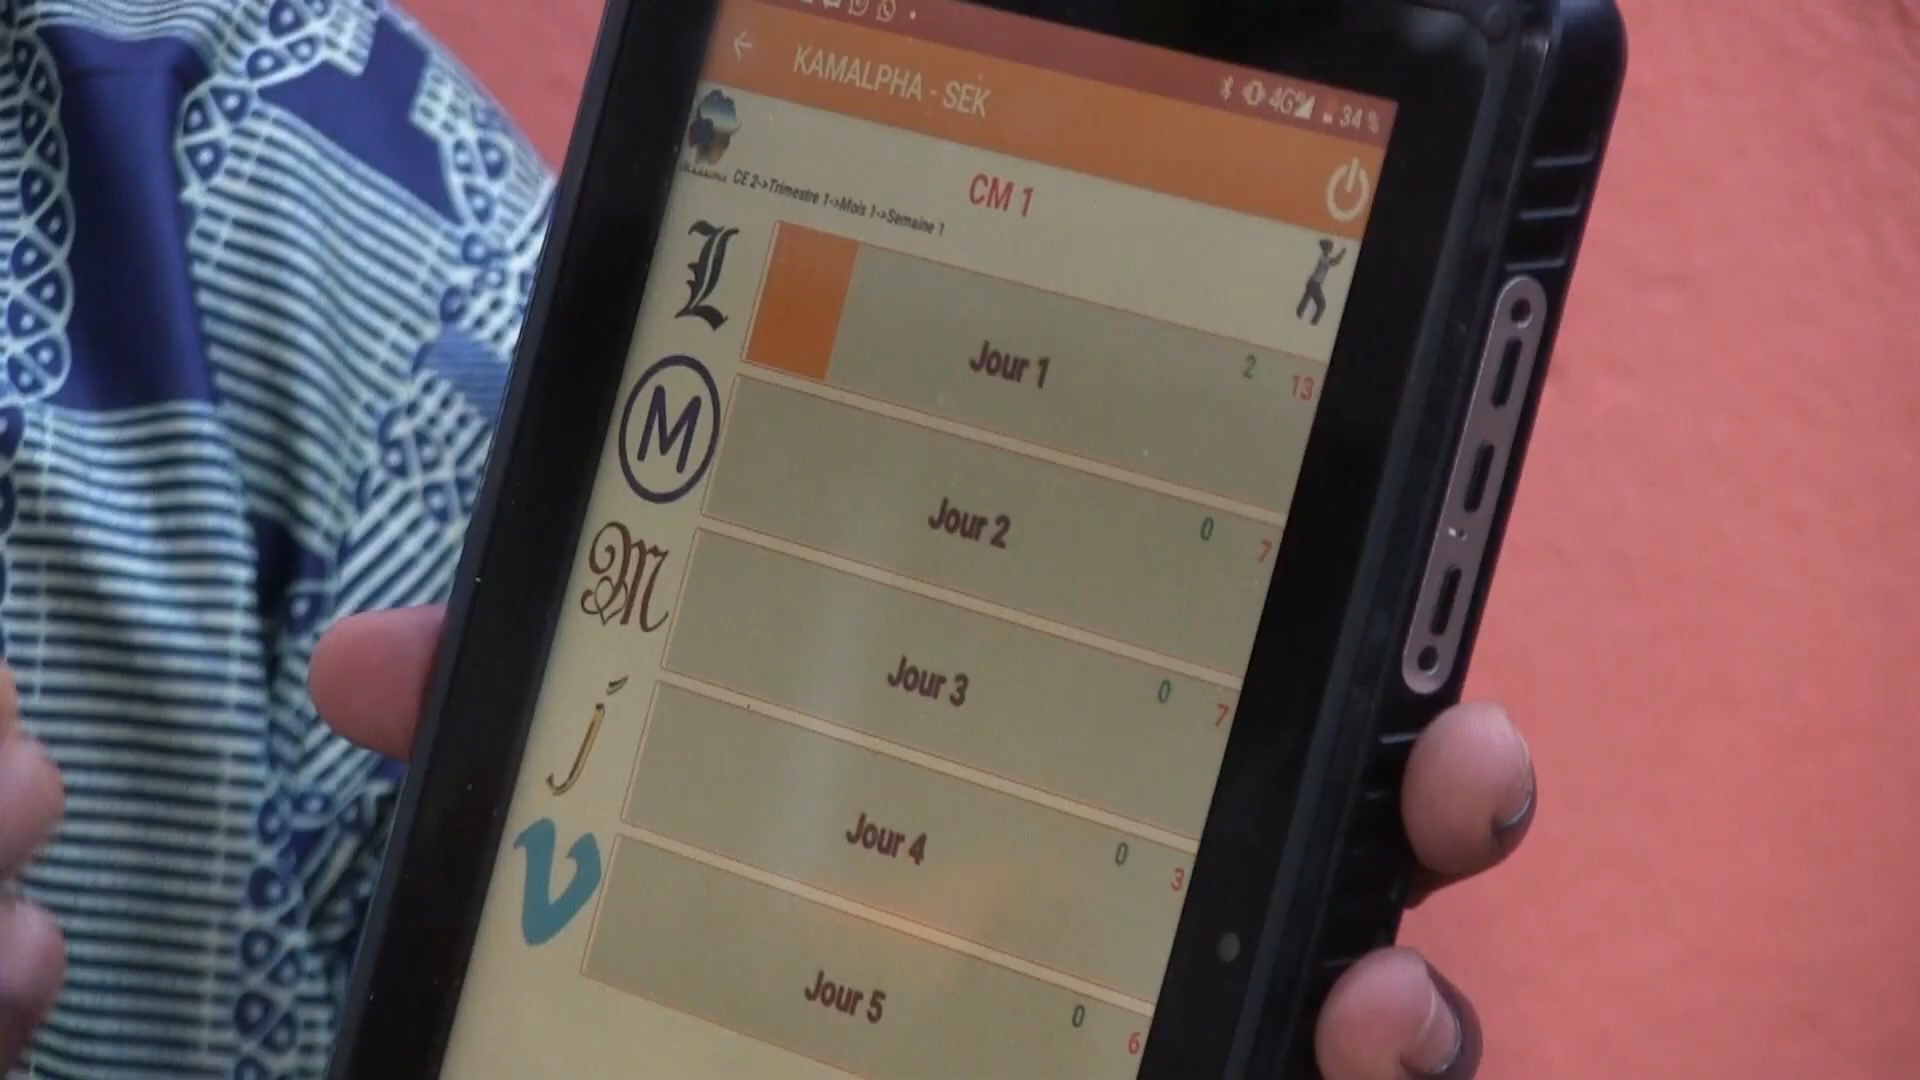 KAMALPHA - SEK
4G 34 %
CM 1
CE 2->Trimestre 1->Mois 1->Semaine 1
L
Jour 1 2 13
M
Jour 2 0 7
M
Jour 3 0 7
j
Jour 4 0 3
v
Jour 5 0 6